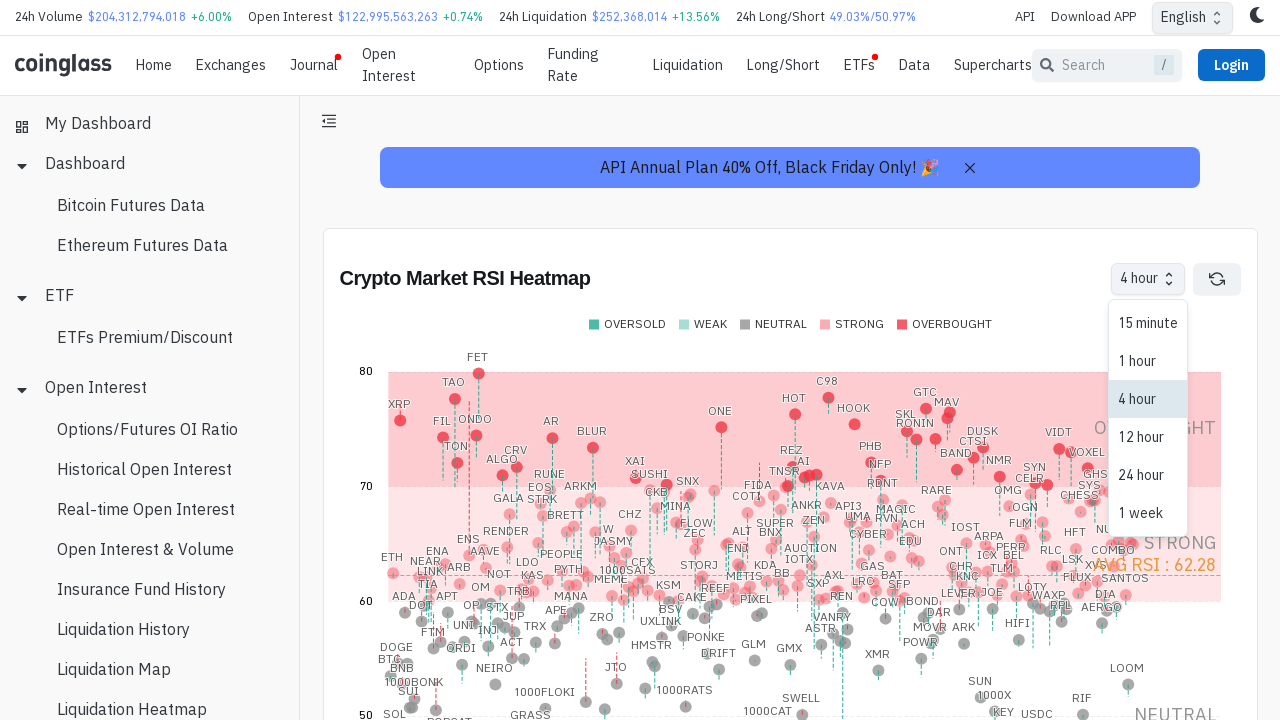 24h Volume $204,312,794,018 +6.00% Open Interest $122,995,563,263 +0.74% 24h Liquidation $252,368,014 +13.56% 24h Long/Short 49.03%/50.97% API Download APP English
coinglass Home Exchanges Journal Open Interest Options Funding Rate Liquidation Long/Short ETFs Data Supercharts Search / Login
My Dashboard
Dashboard
Bitcoin Futures Data
Ethereum Futures Data
ETF
ETFs Premium/Discount
Open Interest
Options/Futures OI Ratio
Historical Open Interest
Real-time Open Interest
Open Interest & Volume
Insurance Fund History
Liquidation History
Liquidation Map
Liquidation Heatmap
API Annual Plan 40% Off, Black Friday Only! 🎉
Crypto Market RSI Heatmap
4 hour
15 minute
1 hour
4 hour
12 hour
24 hour
1 week
OVERSOLD WEAK NEUTRAL STRONG OVERBOUGHT
80
FET
TAO
C98
XRP
GTC
HOT
MAV
HOOK
ONE
SKL
FIL ONDO
AR
RONIN
BLUR
DUSK
VIDT
CTSI
TON
PHB
CRV
REZ
BAND
VOXEL
ALGO
XAI
AI
NFP
NMR
SYN
RUNE
SUSHI
TNSR
CELR
70
EOS
ARKM
SNX
FIDA
KAVA
RDNT
RARE
OMG
SYS
GALA STRK
CKB
COTI
CHESS
BRETT
CHZ
MINA
ANKR
API3
MAGIC
OGN
RENDER
W
FLOW
SUPER
ZEN
UMA
RVN
ACH
IOST
FLM
HFT
ENS
PASMY
ZEC
ALT
BNX
CYBER
EDU
ARPA
STRONG
ETH
ENA
AAVE
PEOPLE
ENJ
AUCTION
ONT
ICX
PERP
BEL
RLC
COMBO
NEAR
LDO
CFX
STORJ
KDA
IOTX
GAS
CHR
LSK
AVG RSI : 62.28
LINK
ARB
NOT
KAS
PYTH
1000SATS
METIS
BB
AXL
BAT
KNC
TLM
FLUX
SANTOS
TIA
OM
TRB
MEME
KSM
REEF
SXP
LRC
SFP
LEVER
JOE
LOTY
WAXP
DIA
60
ADA
APT
MANA
CAKE
PIXEL
REN
COW
BOND
RPL
AERGO
DOT
OP
STX
APE
ZRO
BSV
VANRY
DAR
UNI
JUP
TRX
UXLINK
ASTR
MOVR ARK
HIFI
FTM
INJ
ACT
PONKE
POWR
DOGE
ORDI
HMSTR
DRIFT
GLM
GMX
XMR
BTC
BNB
NEIRO
JTO
LOOM
1000BONK
SUN
SUI
1000FLOKI
1000RATS
SWELL
1000X
RIF
SOL
GRASS
1000CAT
KEY
USDC
50
NEUTRAL